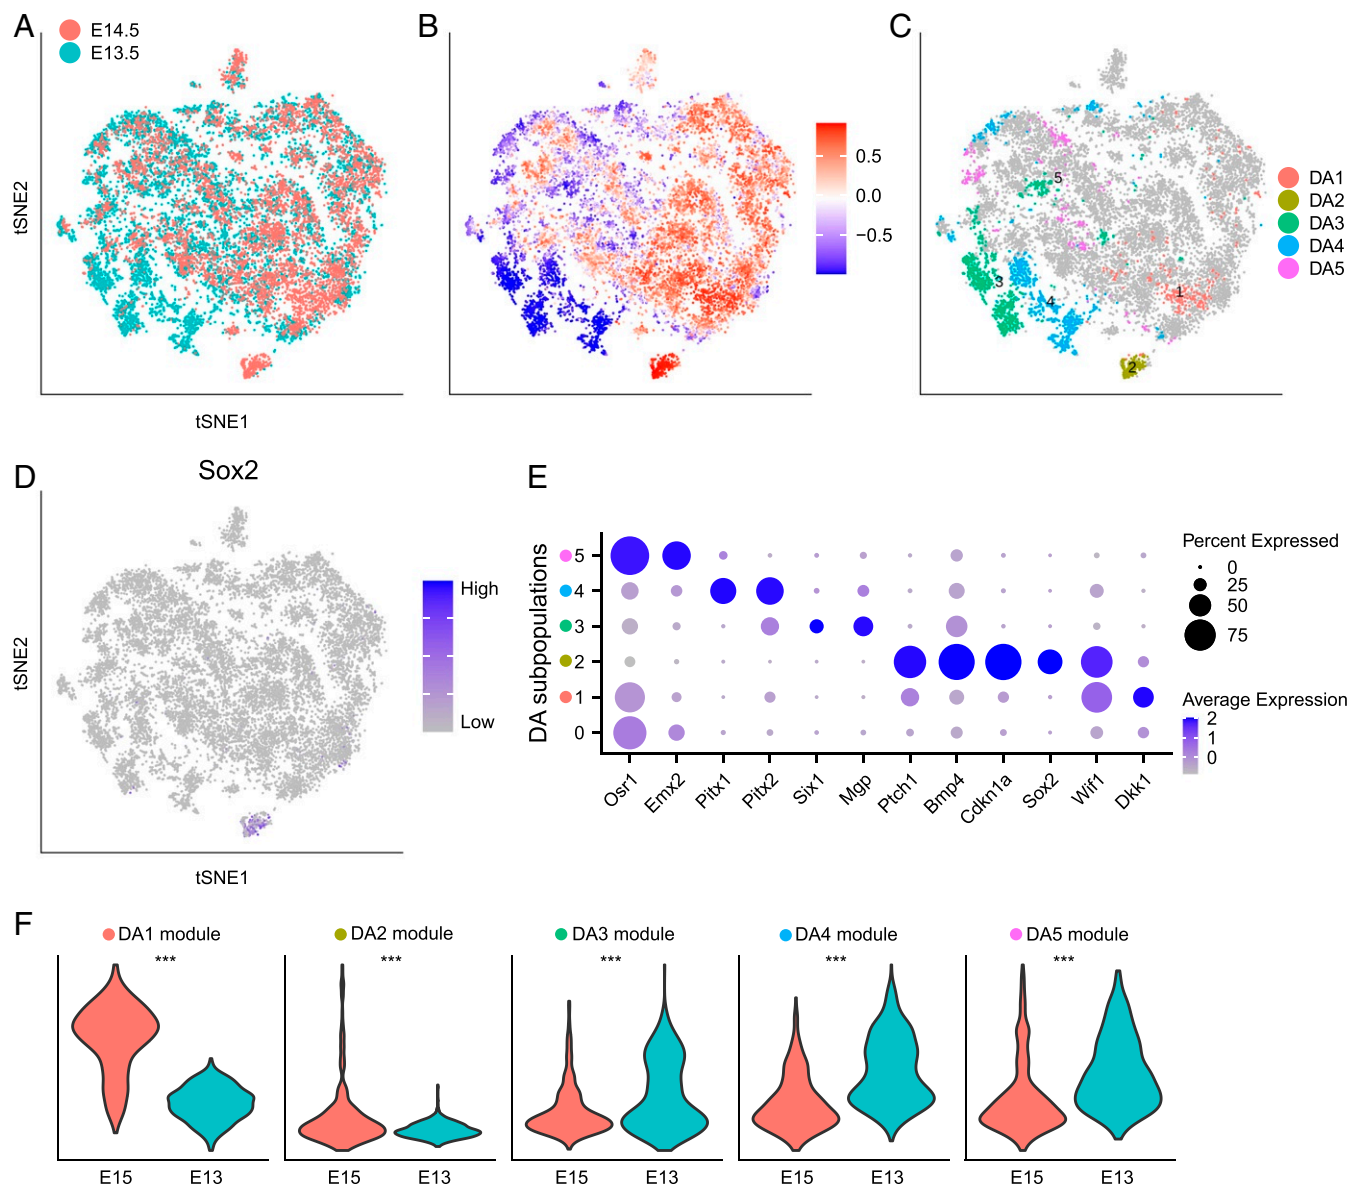 A
E14.5
E13.5
tSNE2
tSNE1
B
0.5
0.0
−0.5
C
5
3
4
1
2
DA1
DA2
DA3
DA4
DA5
D
Sox2
tSNE2
tSNE1
High
Low
E
DA subpopulations
5
4
3
2
1
0
Osr1 Emx2 Pitx1 Pitx2 Six1 Mgp Ptch1 Bmp4 Cdkn1a Sox2 Wif1 Dkk1
Percent Expressed
0
25
50
75
Average Expression
2
1
0
F
DA1 module DA2 module DA3 module DA4 module DA5 module
*** *** *** *** ***
E15 E13 E15 E13 E15 E13 E15 E13 E15 E13